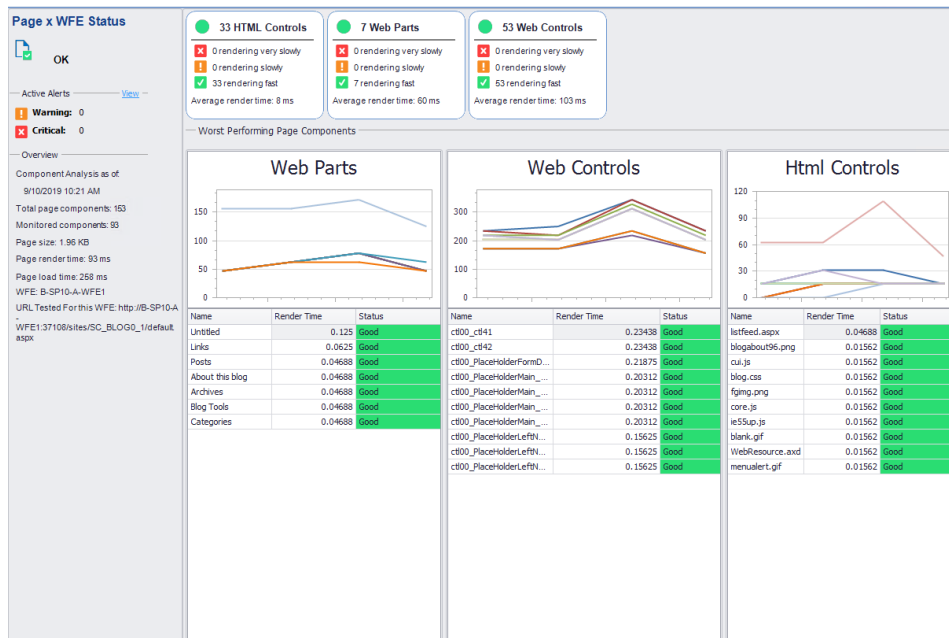 Page x WFE Status
OK
Active Alerts
View
Warning: 0
Critical: 0
Overview
Component Analysis as of:
9/10/2019 10:21 AM
Total page components: 153
Monitored components: 93
Page size: 1.96 KB
Page render time: 93 ms
Page load time: 258 ms
WFE: B-SP10-A-WFE1
URL Tested For this WFE: http://B-SP10-A
-
WFE1:37108/sites/SC_BLOG0_1/default.
aspx
33 HTML Controls
0 rendering very slowly
0 rendering slowly
33 rendering fast
Average render time: 8 ms
7 Web Parts
0 rendering very slowly
0 rendering slowly
7 rendering fast
Average render time: 60 ms
53 Web Controls
0 rendering very slowly
0 rendering slowly
53 rendering fast
Average render time: 103 ms
Worst Performing Page Components
Web Parts
150
100
50
0
Name Render Time Status
Untitled 0.125 Good
Links 0.0625 Good
Posts 0.04688 Good
About this blog 0.04688 Good
Archives 0.04688 Good
Blog Tools 0.04688 Good
Categories 0.04688 Good
Web Controls
300
200
100
0
Name Render Time Status
ctl00_ctl41 0.23438 Good
ctl00_ctl42 0.23438 Good
ctl00_PlaceHolderFormD... 0.21875 Good
ctl00_PlaceHolderMain_... 0.20312 Good
ctl00_PlaceHolderMain_... 0.20312 Good
ctl00_PlaceHolderMain_... 0.20312 Good
ctl00_PlaceHolderMain_... 0.20312 Good
ctl00_PlaceHolderLeftN... 0.15625 Good
ctl00_PlaceHolderLeftN... 0.15625 Good
ctl00_PlaceHolderLeftN... 0.15625 Good
Html Controls
120
90
60
30
0
Name Render Time Status
listfeed.aspx 0.04688 Good
blogabout96.png 0.01562 Good
cui.js 0.01562 Good
blog.css 0.01562 Good
fgimg.png 0.01562 Good
core.js 0.01562 Good
ie55up.js 0.01562 Good
blank.gif 0.01562 Good
WebResource.axd 0.01562 Good
menualert.gif 0.01562 Good